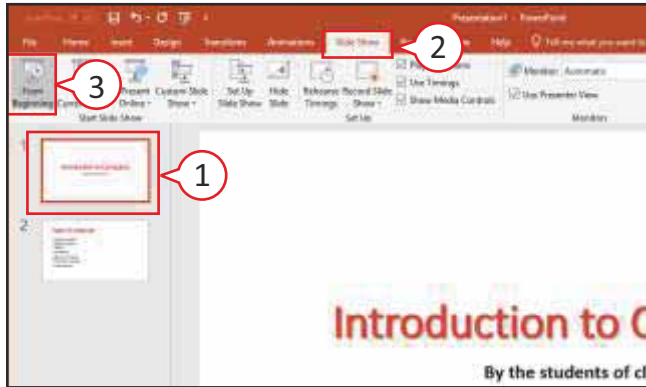 Presentation1 - PowerPoint
File Home Insert Design Transitions Animations Slide Show Help Tell me what you want to
2
3
From Beginning
Present Online
Custom Slide Show
Set Up Slide Show
Hide Slide
Rehearse Timings
Record Slide Show
Use Timings
Show Media Controls
Monitor: Automatic
Use Presenter View
Start Slide Show
Set Up
Monitors
1
1
2
Introduction to C
By the students of cl